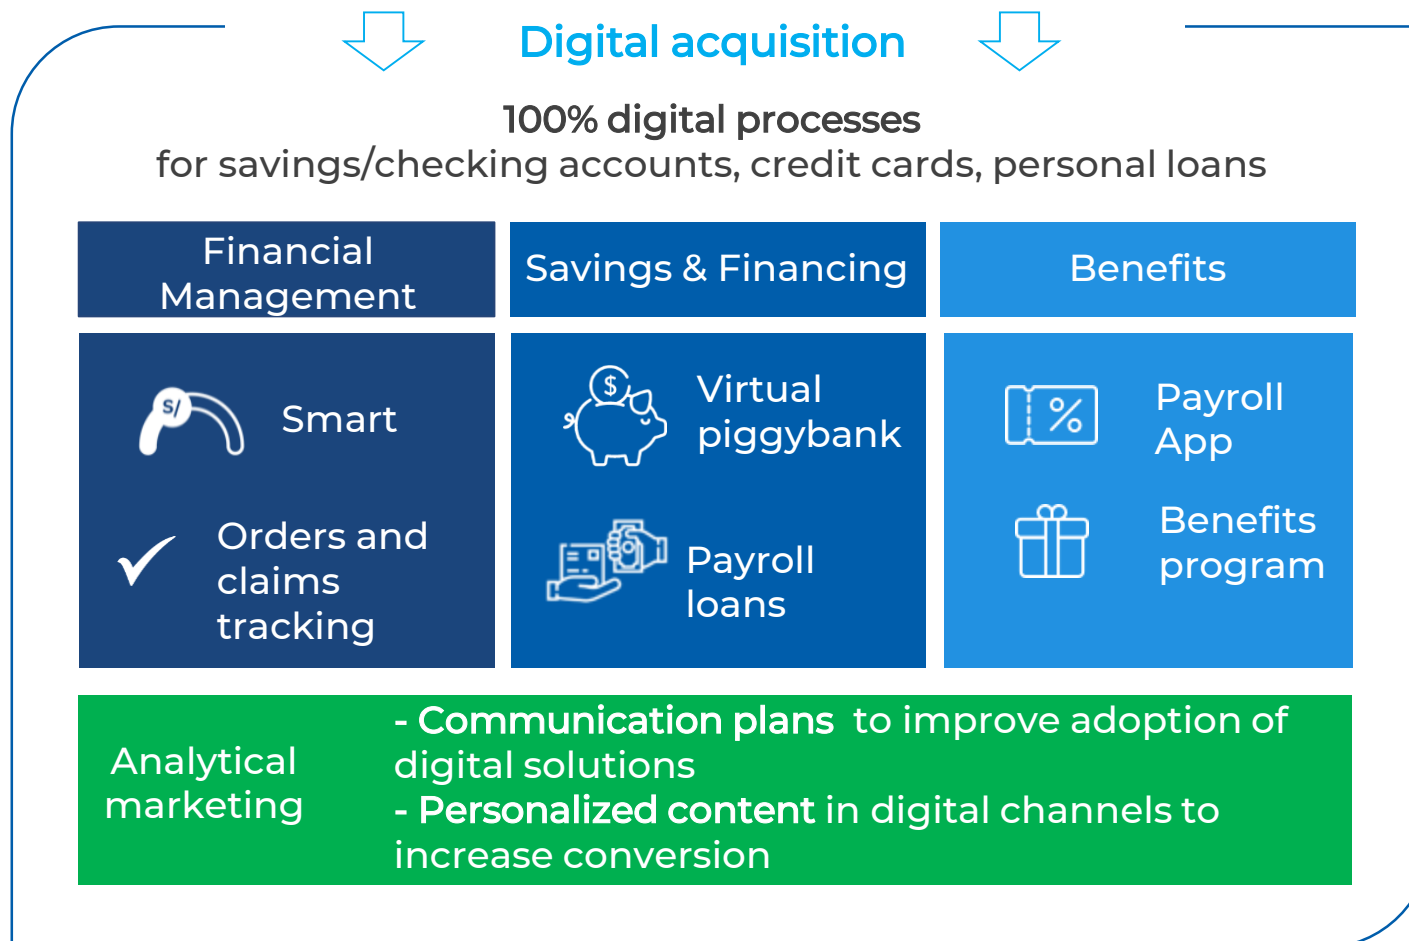 Digital acquisition
100% digital processes
for savings/checking accounts, credit cards, personal loans
Financial
Management
Savings & Financing
Benefits
S/
Smart
Orders and
claims
tracking
$
Virtual
piggybank
Payroll
loans
%
Payroll
App
Benefits
program
Analytical
marketing
- Communication plans to improve adoption of
digital solutions
- Personalized content in digital channels to
increase conversion